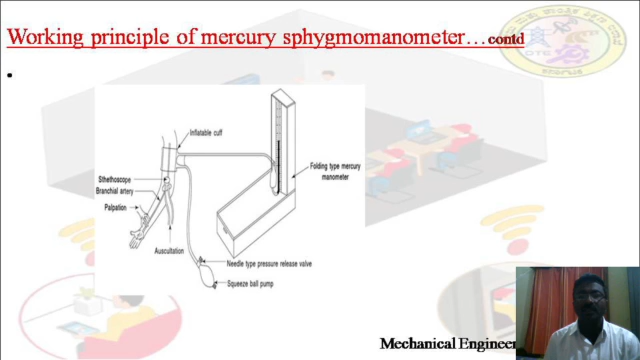 Working principle of mercury sphygmomanometer…contd
•
Inflatable cuff
Sthethoscope
Branchial artery
Palpation
Folding type mercury
manometer
Auscultation
Needle type pressure release valve
Squeeze ball pump
Mechanical Engineer